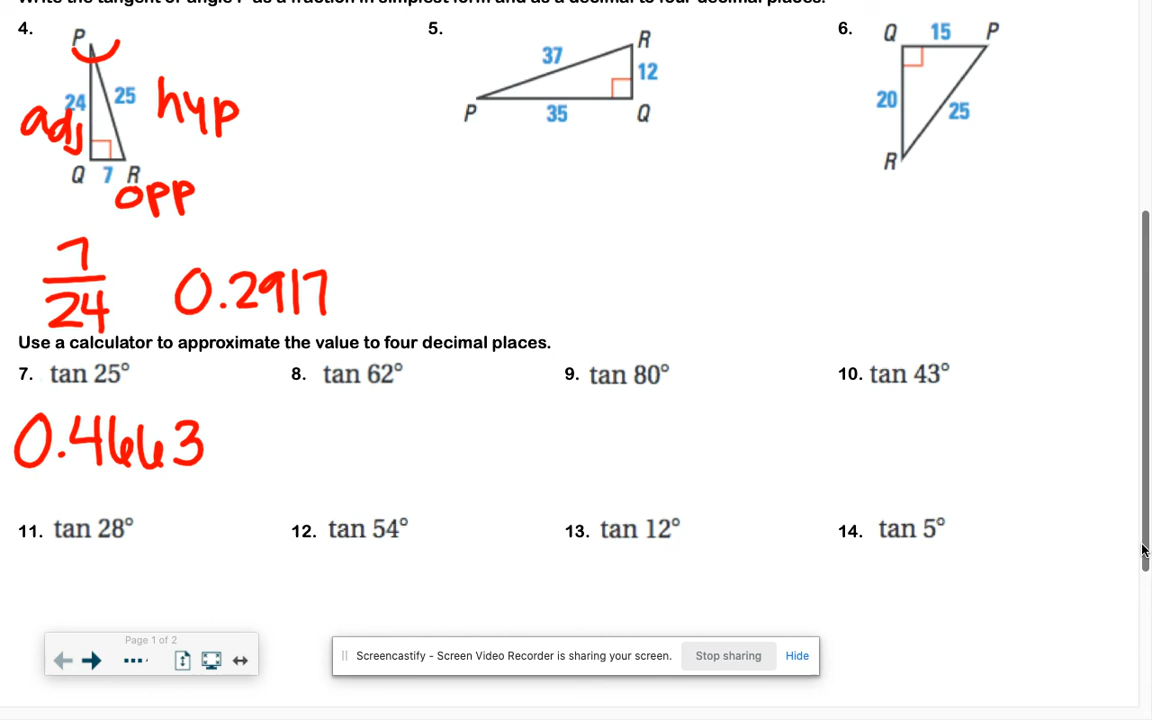 4. P 5. R 6. Q 15 P
37
24 25 hyp 12
adj P 35 Q 20 25
Q 7 R R
opp
7/24 0.2917
Use a calculator to approximate the value to four decimal places.
7. tan 25° 8. tan 62° 9. tan 80° 10. tan 43°
0.4663
11. tan 28° 12. tan 54° 13. tan 12° 14. tan 5°
Page 1 of 2
Screencastify - Screen Video Recorder is sharing your screen. Stop sharing Hide